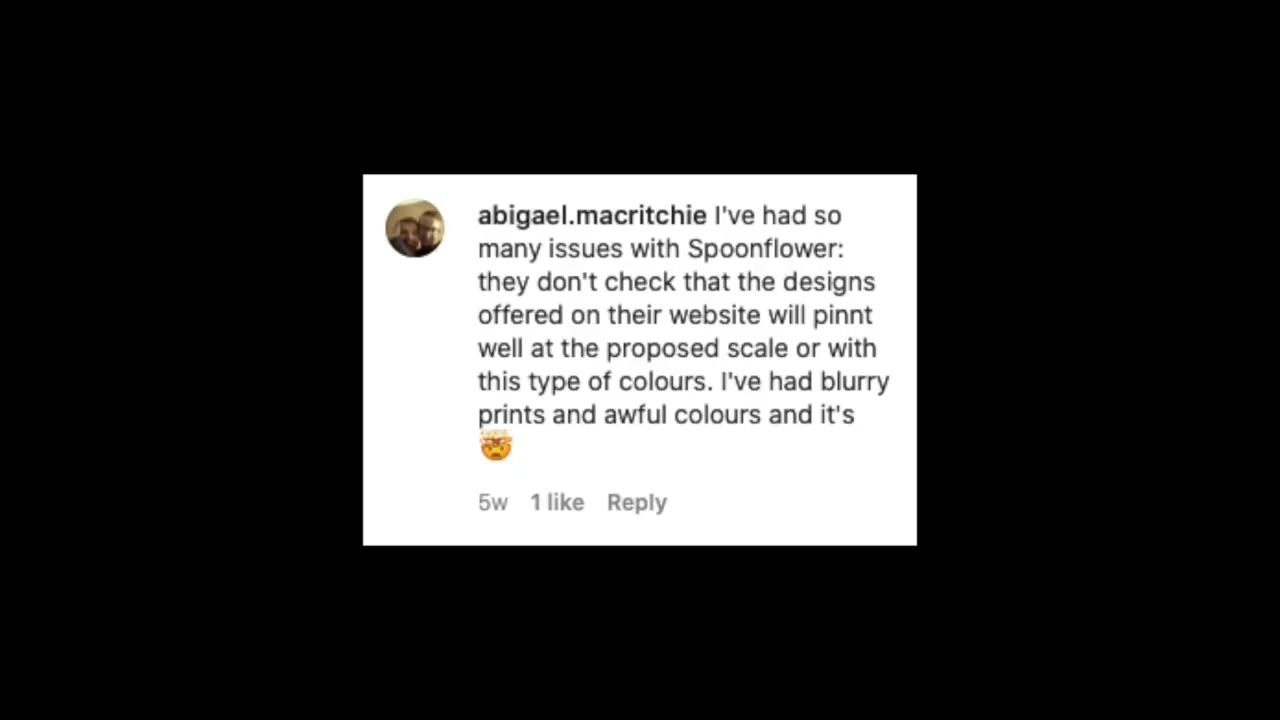 abigael.macritchie I've had so
many issues with Spoonflower:
they don't check that the designs
offered on their website will pinnt
well at the proposed scale or with
this type of colours. I've had blurry
prints and awful colours and it's
🤯
5w 1 like Reply